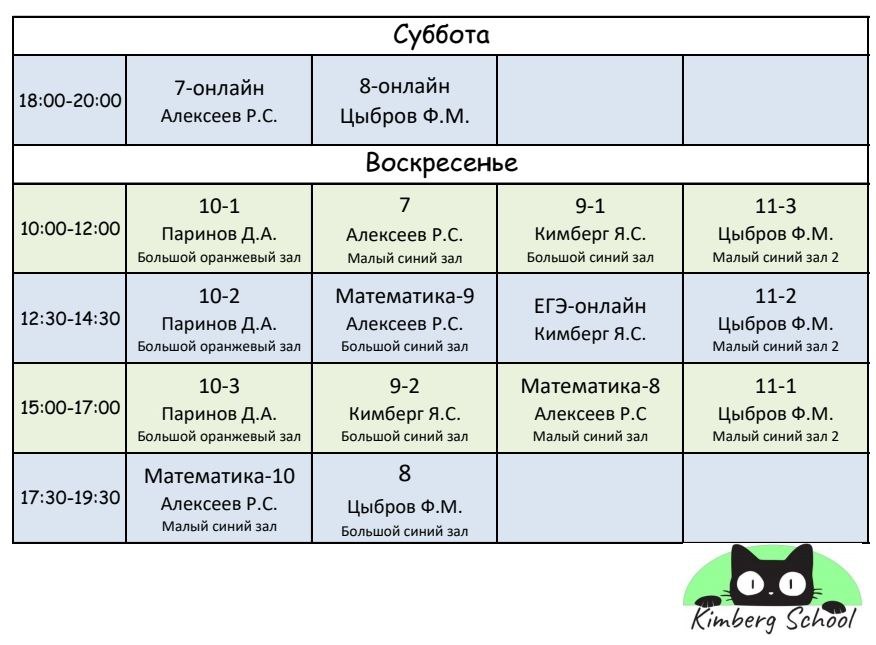 Суббота
18:00-20:00
7-онлайн
Алексеев Р.С.
8-онлайн
Цыбров Ф.М.
Воскресенье
10:00-12:00
10-1
Паринов Д.А.
Большой оранжевый зал
7
Алексеев Р.С.
Малый синий зал
9-1
Кимберг Я.С.
Большой синий зал
11-3
Цыбров Ф.М.
Малый синий зал 2
12:30-14:30
10-2
Паринов Д.А.
Большой оранжевый зал
Математика-9
Алексеев Р.С.
Большой синий зал
ЕГЭ-онлайн
Кимберг Я.С.
11-2
Цыбров Ф.М.
Малый синий зал 2
15:00-17:00
10-3
Паринов Д.А.
Большой оранжевый зал
9-2
Кимберг Я.С.
Большой синий зал
Математика-8
Алексеев Р.С
Малый синий зал
11-1
Цыбров Ф.М.
Малый синий зал 2
17:30-19:30
Математика-10
Алексеев Р.С.
Малый синий зал
8
Цыбров Ф.М.
Большой синий зал
Kimberg School